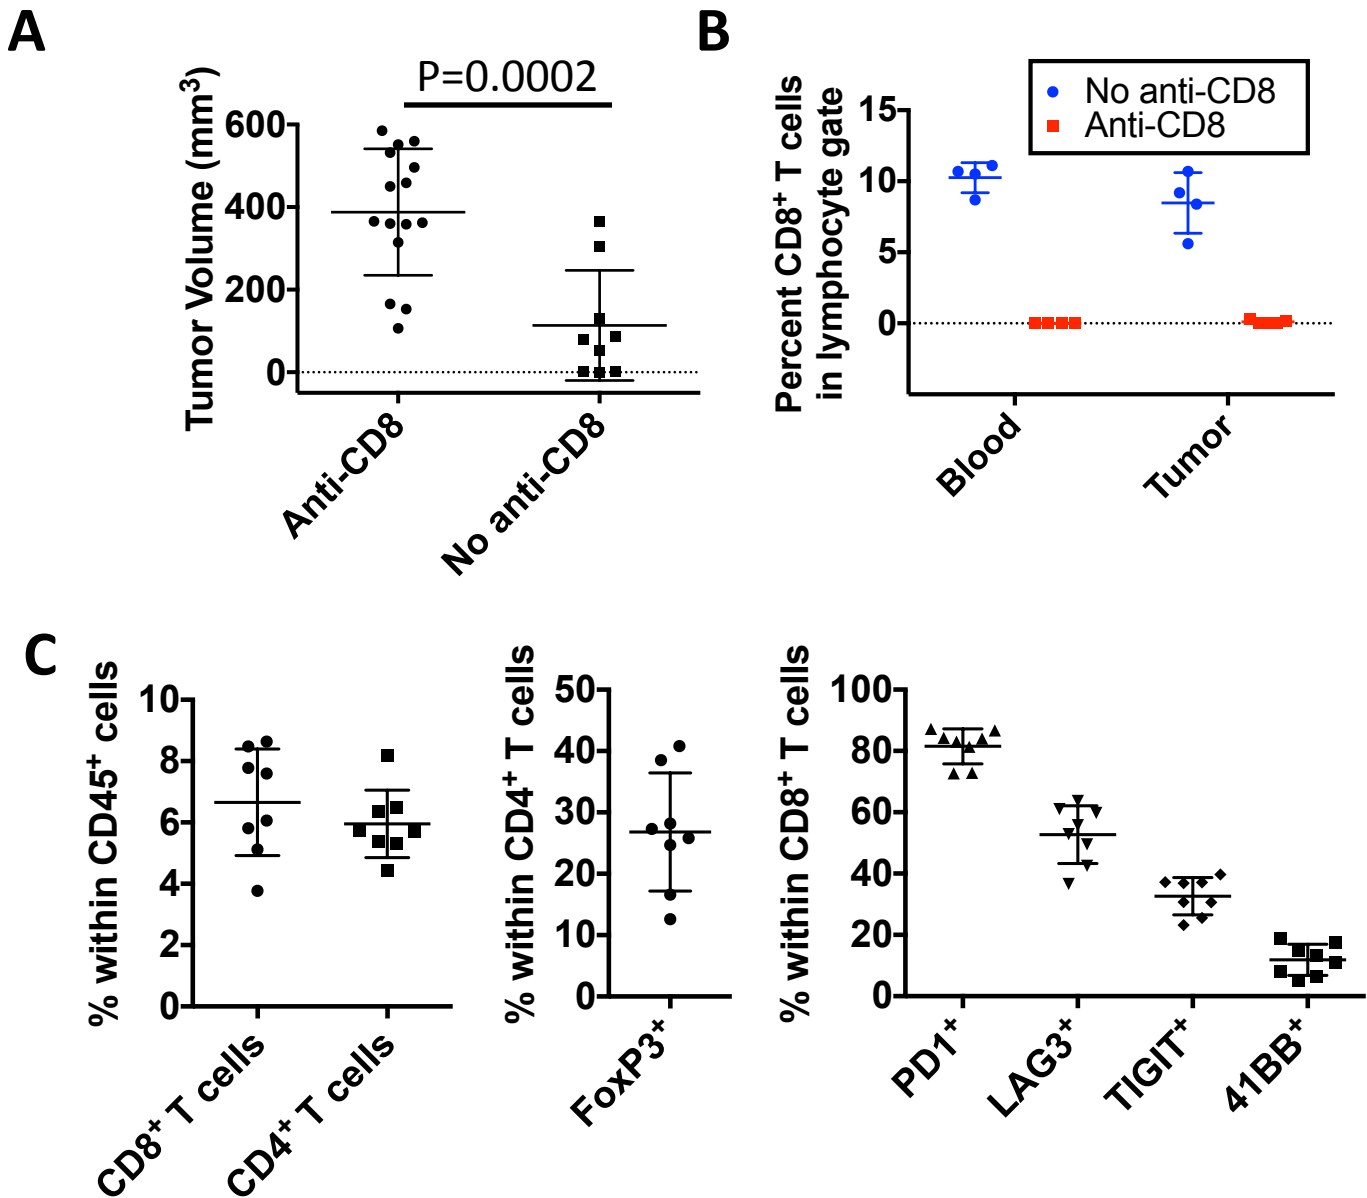 A
P=0.0002
Tumor Volume (mm³)
600
400
200
0
Anti-CD8
No anti-CD8
B
No anti-CD8
Anti-CD8
Percent CD8⁺ T cells
in lymphocyte gate
15
10
5
0
Blood
Tumor
C
% within CD45⁺ cells
10
8
6
4
2
0
CD8⁺ T cells
CD4⁺ T cells
% within CD4⁺ T cells
50
40
30
20
10
0
FoxP3⁺
% within CD8⁺ T cells
100
80
60
40
20
0
PD1⁺
LAG3⁺
TIGIT⁺
41BB⁺